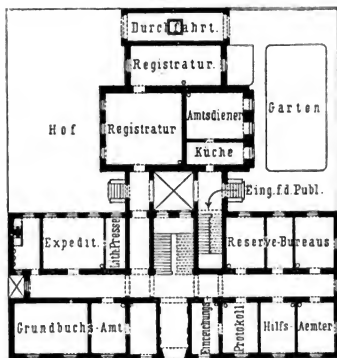 Durchfahrt.
Registratur.
Hof
Registratur
Amtsdiener
Küche
Garten
Eing.f.d.Publ.
Expedit.
Lith.Presse
Reserve-Bureaus
Grundbuchs-Amt
Einreichungs
Protokoll
Hilfs-Aemter